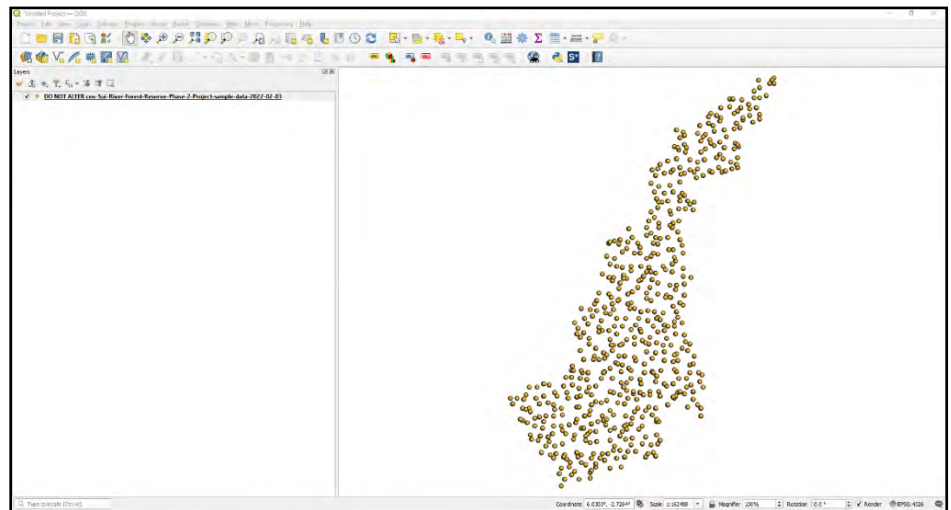 Untitled Project — QGIS
Project Edit View Layer Settings Plugins Vector Raster Database Web Mesh Processing Help
Layers
DO NOT ALTER ceo-Sui-River-Forest-Reserve-Phase-2-Project-sample-data-2022-02-03
Type to locate (Ctrl+K)
Coordinate
Scale 1:162488
Magnifier 100%
Rotation 0.0 °
Render
EPSG:4326